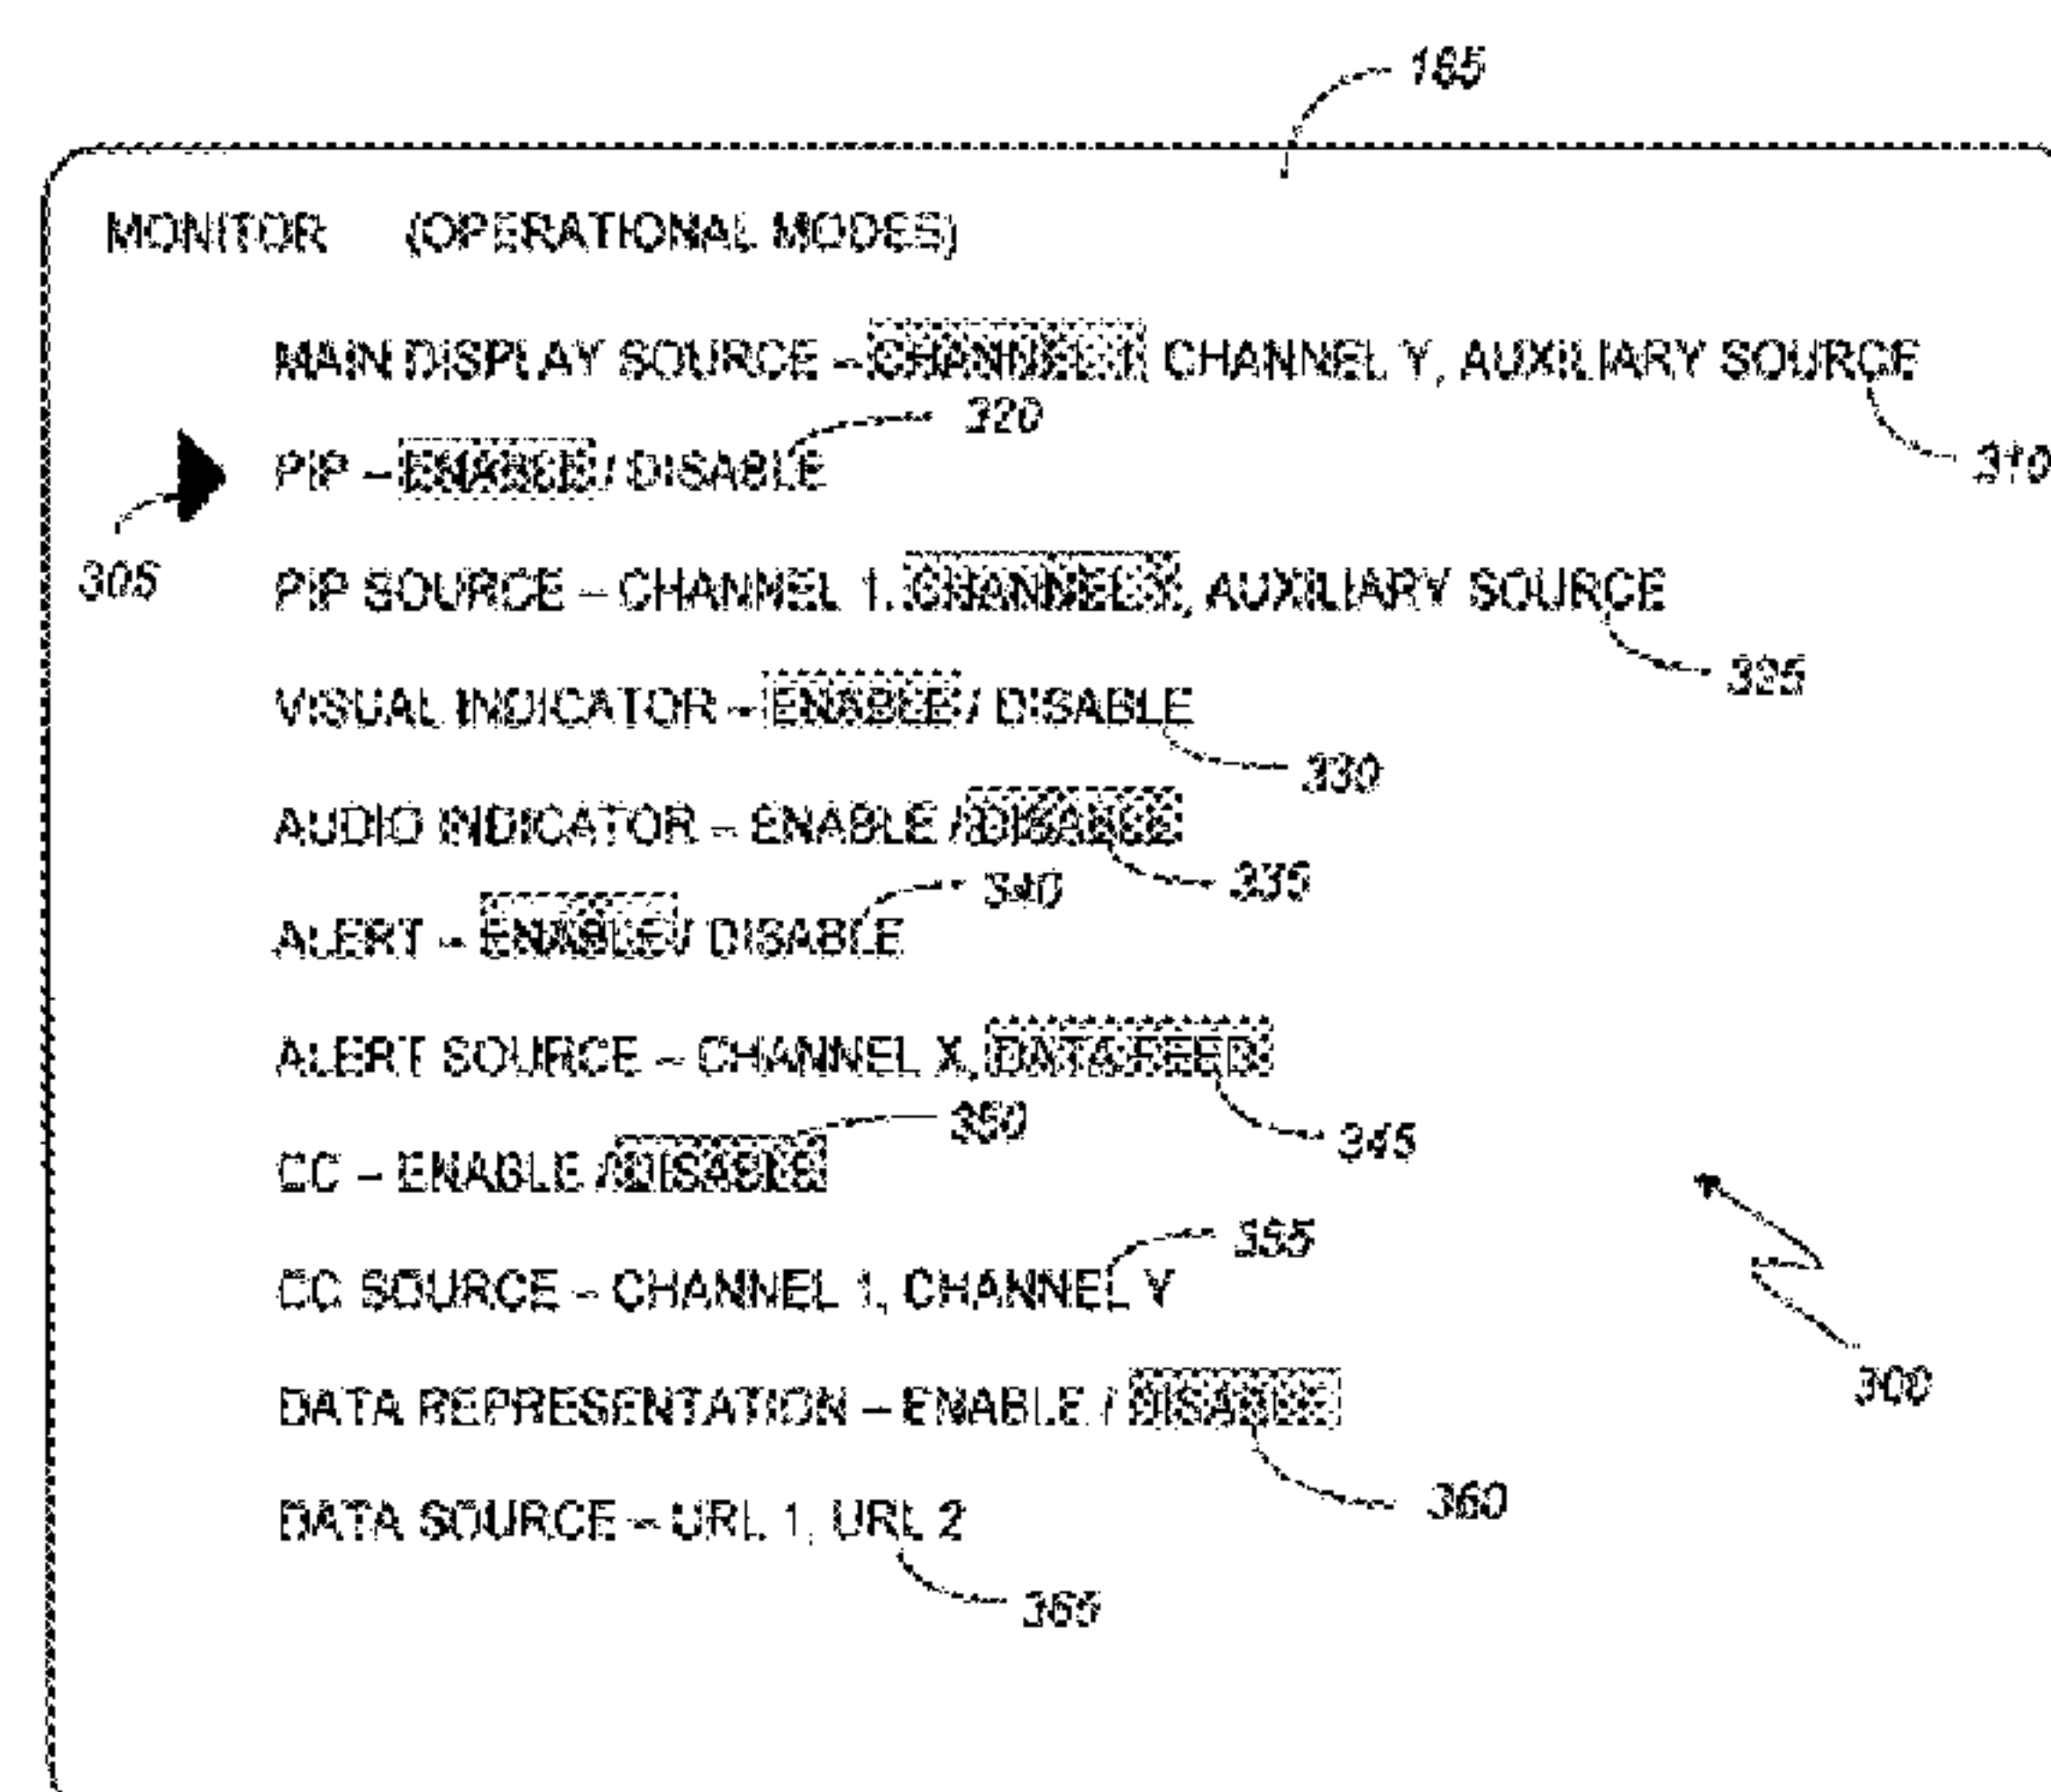 165
MONITOR (OPERATIONAL MODES)
MAIN DISPLAY SOURCE – CHANNEL 1, CHANNEL Y, AUXILIARY SOURCE
320
310
PIP – ENABLE / DISABLE
305
PIP SOURCE – CHANNEL 1, CHANNEL Y, AUXILIARY SOURCE
325
VISUAL INDICATOR – ENABLE / DISABLE
330
AUDIO INDICATOR – ENABLE / DISABLE
335
340
ALERT – ENABLE / DISABLE
ALERT SOURCE – CHANNEL X, DATA FEED
350
345
CC – ENABLE / DISABLE
355
CC SOURCE – CHANNEL 1, CHANNEL Y
300
DATA REPRESENTATION – ENABLE / DISABLE
360
DATA SOURCE – URL 1, URL 2
365